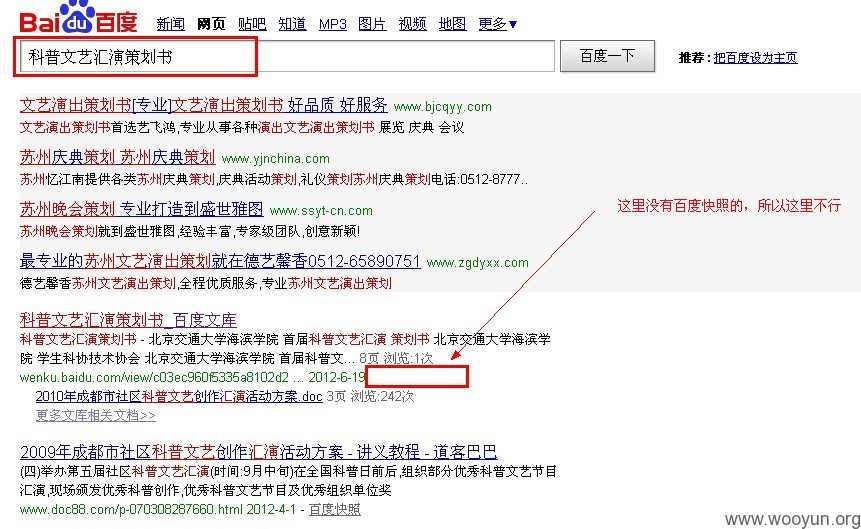 Bai du 百度 新闻 网页 贴吧 知道 MP3 图片 视频 地图 更多▼
科普文艺汇演策划书 百度一下 推荐：把百度设为主页
文艺演出策划书[专业]文艺演出策划书 好品质 好服务 www.bjcqyy.com
文艺演出策划书首选艺飞鸿,专业从事各种演出文艺演出策划书 展览 庆典 会议
苏州庆典策划 苏州庆典策划 www.yjnchina.com
苏州忆江南提供各类苏州庆典策划,庆典活动策划,礼仪策划苏州庆典策划电话:0512-8777..
苏州晚会策划 专业打造到盛世雅图 www.ssyt-cn.com
这里没有百度快照的，所以这里不行
苏州晚会策划就到盛世雅图,经验丰富,专家级团队,创意新颖!
最专业的苏州文艺演出策划就在德艺馨香0512-65890751 www.zgdyxx.com
德艺馨香苏州文艺演出策划,全程优质服务,专业苏州文艺演出策划
科普文艺汇演策划书_百度文库
科普文艺汇演策划书 - 北京交通大学海滨学院 首届科普文艺汇演 策划书 北京交通大学海滨学
院 学生科协技术协会 北京交通大学海滨学院 首届科普文... 8页 浏览:1次
wenku.baidu.com/view/c03ec960f5335a8102d2 ... 2012-6-19
2010年成都市社区科普文艺创作汇演活动方案.doc 3页 浏览:242次
更多文库相关文档>>
2009年成都市社区科普文艺创作汇演活动方案 - 讲义教程 - 道客巴巴
(四)举办第五届社区科普文艺汇演(时间:9月中旬)在全国科普日前后,组织部分优秀科普文艺节目
汇演,现场颁发优秀科普创作,优秀科普文艺节目及优秀组织单位奖
www.doc88.com/p-070308287660.html 2012-4-1 - 百度快照
www.wooyun.org